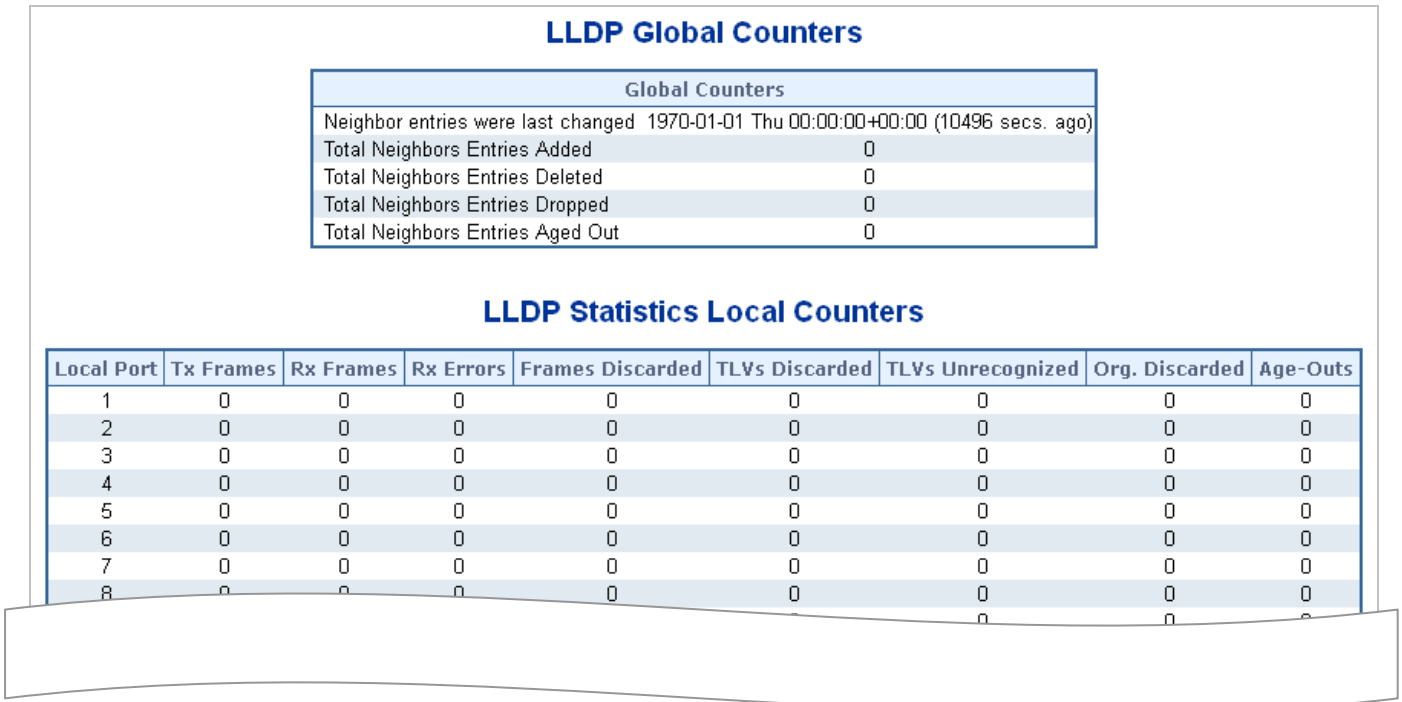 LLDP Global Counters
Global Counters
Neighbor entries were last changed 1970-01-01 Thu 00:00:00+00:00 (10496 secs. ago)
Total Neighbors Entries Added 0
Total Neighbors Entries Deleted 0
Total Neighbors Entries Dropped 0
Total Neighbors Entries Aged Out 0
LLDP Statistics Local Counters
Local Port Tx Frames Rx Frames Rx Errors Frames Discarded TLVs Discarded TLVs Unrecognized Org. Discarded Age-Outs
1 0 0 0 0 0 0 0 0
2 0 0 0 0 0 0 0 0
3 0 0 0 0 0 0 0 0
4 0 0 0 0 0 0 0 0
5 0 0 0 0 0 0 0 0
6 0 0 0 0 0 0 0 0
7 0 0 0 0 0 0 0 0
8 0 0 0 0 0 0 0 0